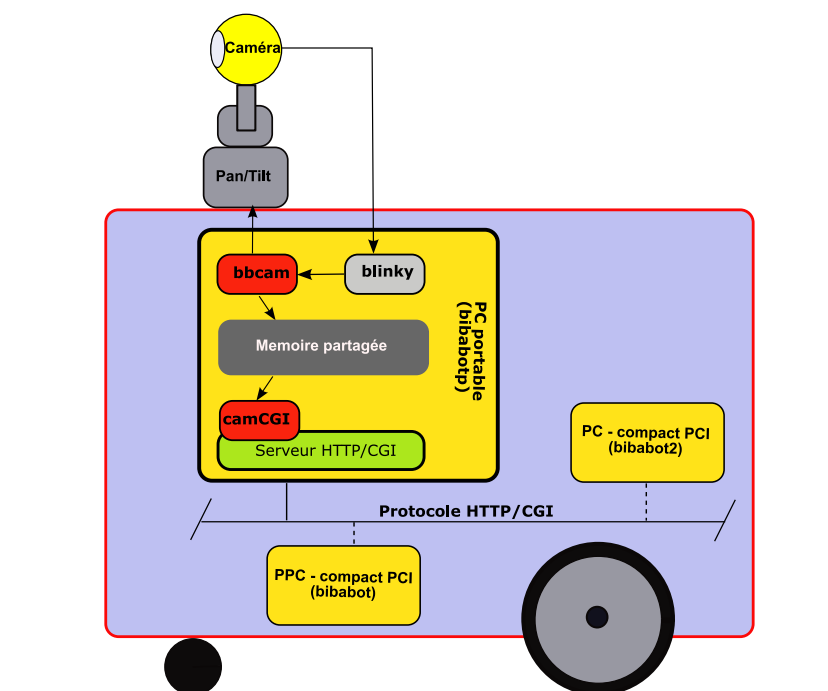 Caméra
Pan/Tilt
bbcam
blinky
PC portable
(bibabotp)
Memoire partagée
camCGI
Serveur HTTP/CGI
PC - compact PCI
(bibabot2)
Protocole HTTP/CGI
PPC - compact PCI
(bibabot)